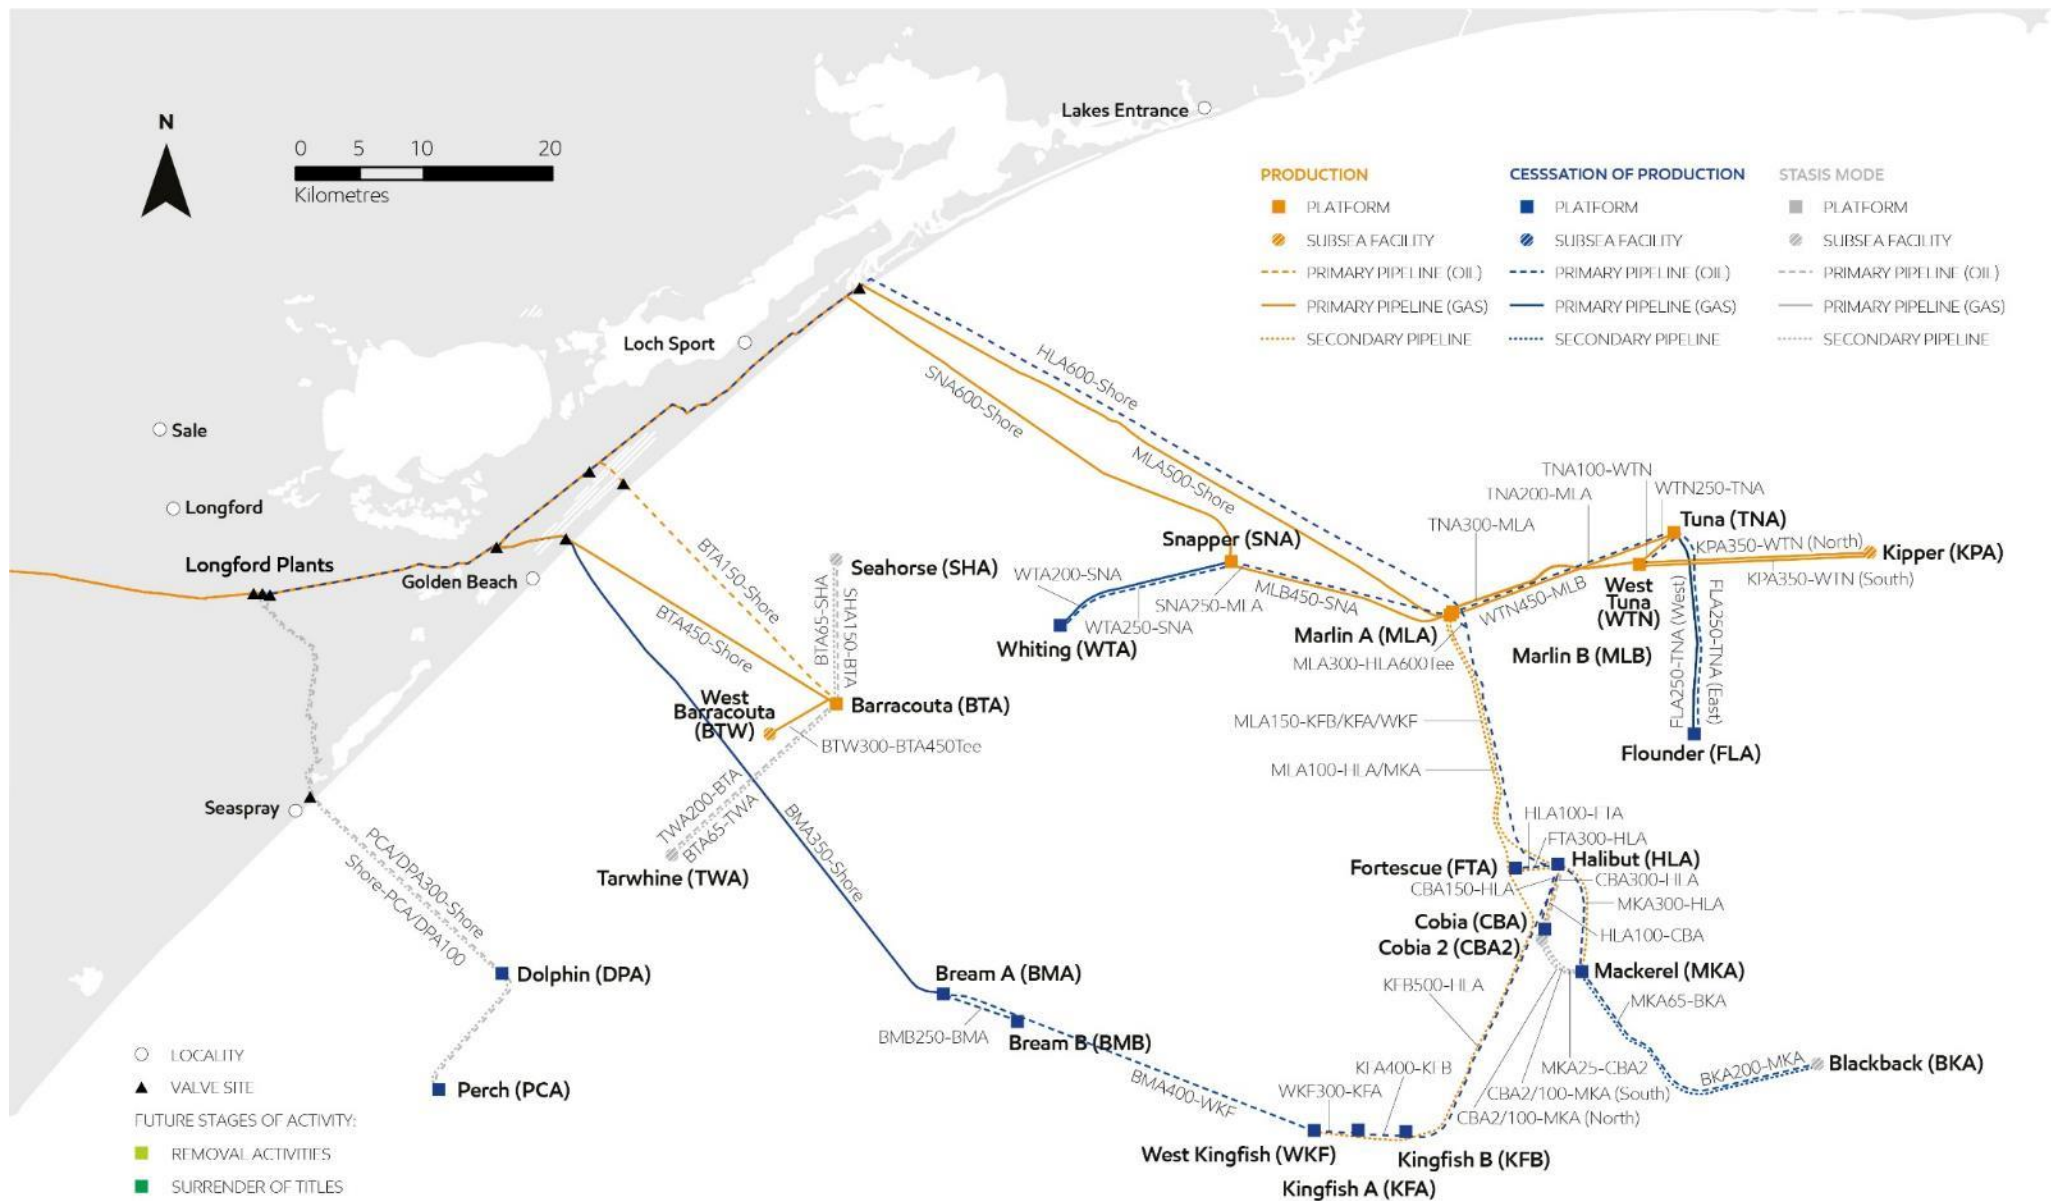 Lakes Entrance
N
0 5 10 20
Kilometres
PRODUCTION
PLATFORM
SUBSEA FACILITY
PRIMARY PIPELINE (OIL)
PRIMARY PIPELINE (GAS)
SECONDARY PIPELINE
CESSSATION OF PRODUCTION
PLATFORM
SUBSEA FACILITY
PRIMARY PIPELINE (OIL)
PRIMARY PIPELINE (GAS)
SECONDARY PIPELINE
STASIS MODE
PLATFORM
SUBSEA FACILITY
PRIMARY PIPELINE (OIL)
PRIMARY PIPELINE (GAS)
SECONDARY PIPELINE
Loch Sport
HLA600-Shore
SNA600-Shore
MLA500-Shore
Sale
Longford
Longford Plants
Golden Beach
BTA150-Shore
BTA450-Shore
Seahorse (SHA)
BTA65-SHA
SHA150-BTA
West
Barracouta
(BTW)
Barracouta (BTA)
BTW300-BTA450Tee
TWA200-BTA
BTA65-TWA
Tarwhine (TWA)
BMA350-Shore
Snapper (SNA)
WTA200-SNA
WTA250-SNA
Whiting (WTA)
SNA250-MLA
MLB450-SNA
Marlin A (MLA)
MLA300-HLA600Tee
TNA100-WTN
TNA200-MLA
WTN250-TNA
TNA300-MLA
Tuna (TNA)
KPA350-WTN (North)
Kipper (KPA)
KPA350-WTN (South)
WTN450-MLB
West
Tuna
(WTN)
Marlin B (MLB)
FLA250-TNA (West)
FLA250-TNA (East)
Flounder (FLA)
MLA150-KFB/KFA/WKF
MLA100-HLA/MKA
HLA100-FTA
FTA300-HLA
Fortescue (FTA)
Halibut (HLA)
CBA150-HLA
CBA300-HLA
MKA300-HLA
Cobia (CBA)
Cobia 2 (CBA2)
HLA100-CBA
Mackerel (MKA)
KFB500-HLA
MKA65-BKA
Seaspray
PCA/DPA300-Shore
Shore-PCA/DPA100
Dolphin (DPA)
Perch (PCA)
Bream A (BMA)
BMB250-BMA
Bream B (BMB)
BMA400-WKF
WKF300-KFA
KFA400-KFB
MKA25-CBA2
CBA2/100-MKA (South)
CBA2/100-MKA (North)
BKA200-MKA
Blackback (BKA)
West Kingfish (WKF)
Kingfish B (KFB)
Kingfish A (KFA)
LOCALITY
VALVE SITE
FUTURE STAGES OF ACTIVITY:
REMOVAL ACTIVITIES
SURRENDER OF TITLES